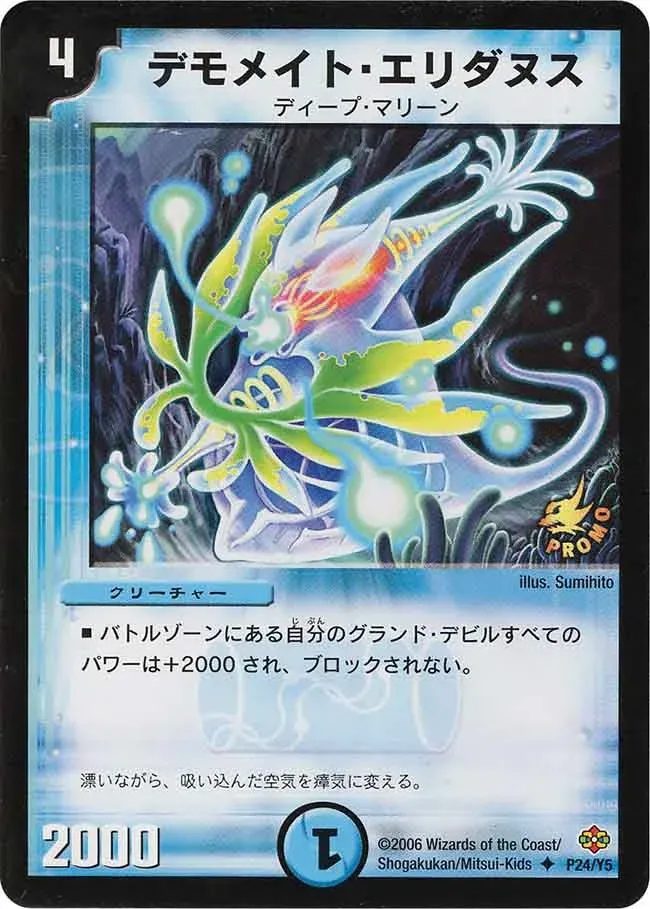 4
デモメイト・エリダヌス
ディープ・マリーン
PROMO
illus. Sumihito
クリーチャー
■ バトルゾーンにある自分のグランド・デビルすべての
パワーは+2000 され、ブロックされない。
漂いながら、吸い込んだ空気を瘴気に変える。
2000
1
©2006 Wizards of the Coast/
Shogakukan/Mitsui-Kids
P24/Y5